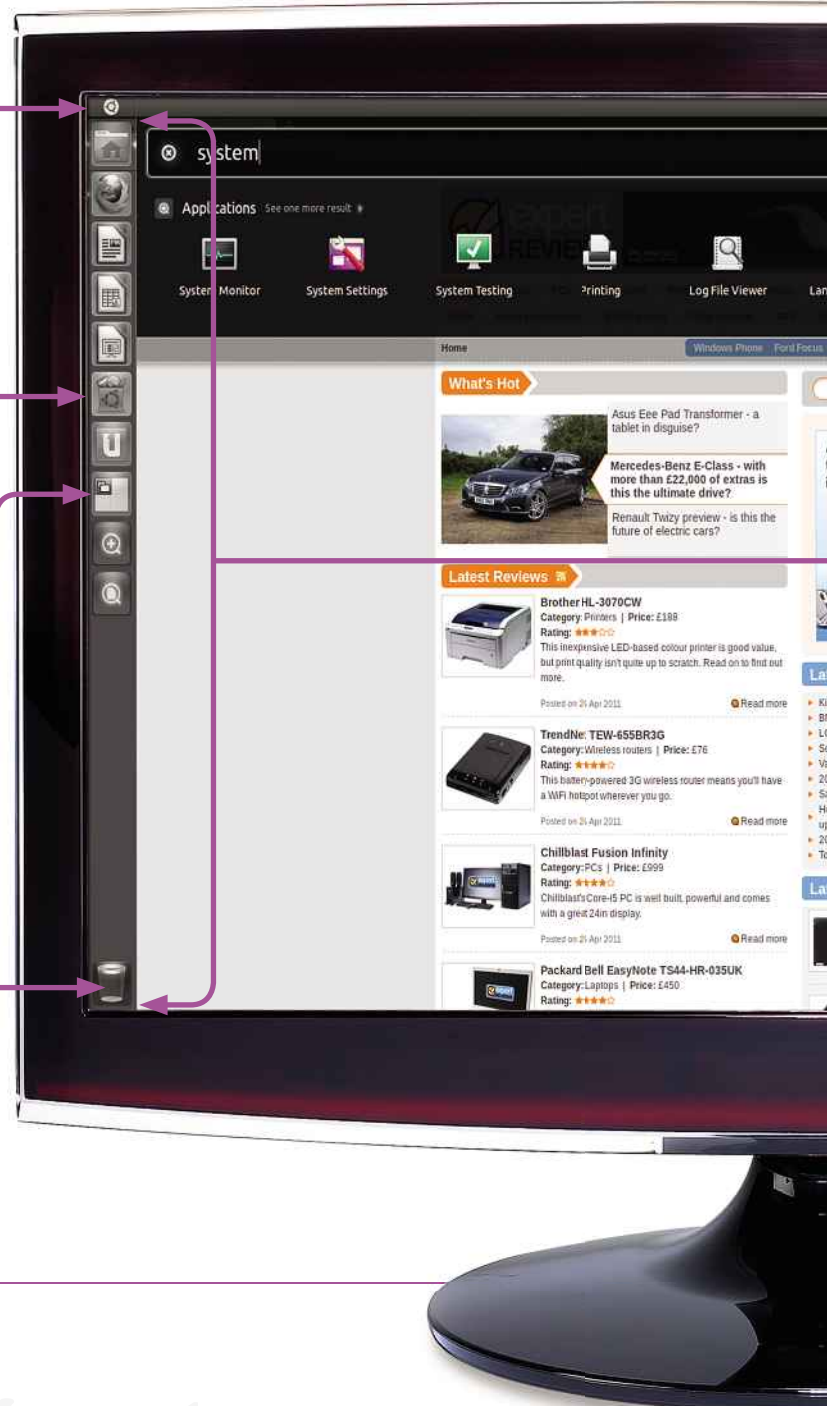 system
Applications See one more result
expert
REVIEW
System Monitor
System Settings
System Testing
Printing
Log File Viewer
Lan
Home
Windows Phone Ford Focus
What's Hot
Asus Eee Pad Transformer - a
tablet in disguise?
Mercedes-Benz E-Class - with
more than £22,000 of extras is
this the ultimate drive?
Renault Twizy preview - is this the
future of electric cars?
Latest Reviews
Brother HL-3070CW
Category: Printers | Price: £188
Rating:
This inexpensive LED-based colour printer is good value,
but print quality isn't quite up to scratch. Read on to find out
more.
Posted on 21 Apr 2011
Read more
TrendNet TEW-655BR3G
Category: Wireless routers | Price: £76
Rating:
This battery-powered 3G wireless router means you'll have
a WiFi hotspot wherever you go.
Posted on 21 Apr 2011
Read more
Chillblast Fusion Infinity
Category: PCs | Price: £999
Rating:
Chillblast's Core-i5 PC is well built, powerful and comes
with a great 24in display.
Posted on 21 Apr 2011
Read more
Packard Bell EasyNote TS44-HR-035UK
Category: Laptops | Price: £450
Rating:
La
Ki
La